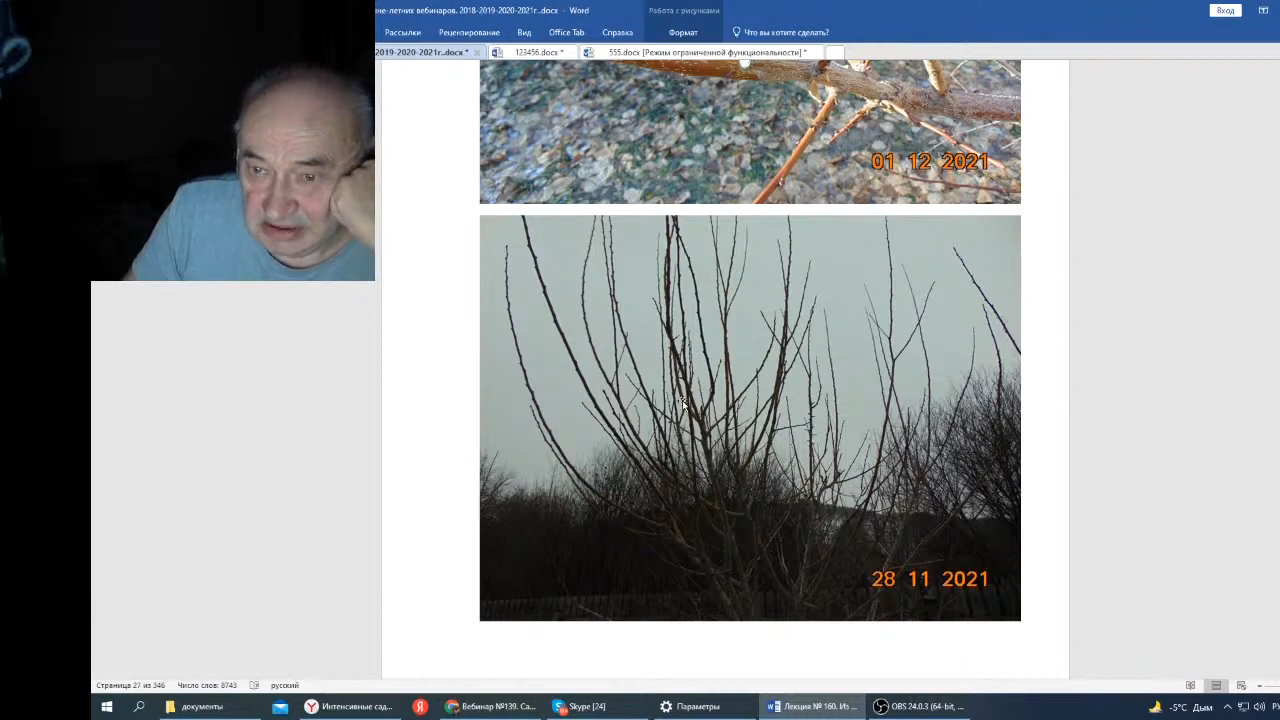 не-летних вебинаров. 2018-2019-2020-2021г..docx - Word
Работа с рисунками
Вход
Рассылки Рецензирование Вид Office Tab Справка Формат Что вы хотите сделать?
2019-2020-2021г..docx *
123456.docx *
555.docx [Режим ограниченной функциональности] *
01 12 2021
28 11 2021
Страница 27 из 346 Число слов: 8743 русский
документы
Интенсивные сад...
Я
Вебинар №139. Са...
Skype [24]
Параметры
Лекция № 160. Из ...
OBS 24.0.3 (64-bit, ...
-5°C Дым